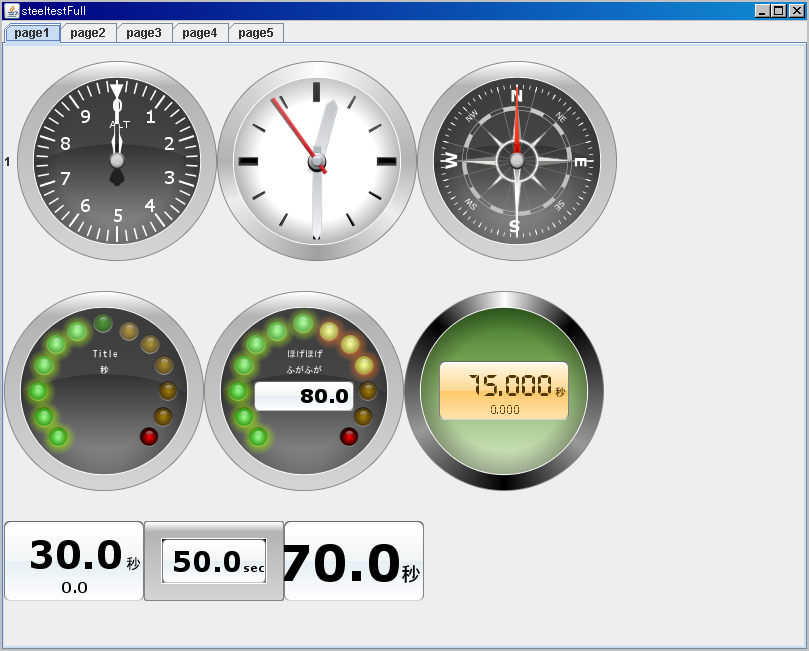 steeltestFull
page1 page2 page3 page4 page5
1
0 1 2 3 4 5 6 7 8 9
ALT
N NE E SE S SW W NW
Title
秒
ほげほげ
ふがふが
80.0
75.000 秒
0.000
30.0 秒
0.0
50.0 sec
70.0 秒